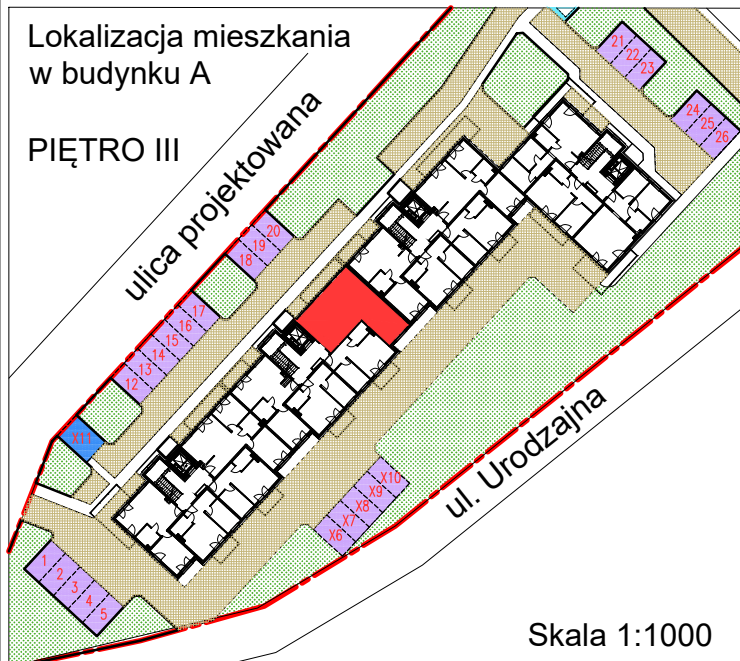 Lokalizacja mieszkania
w budynku A
PIĘTRO III
ulica projektowana
21
22
23
24
25
26
20
19
18
17
16
15
14
13
12
X11
X10
X9
X8
X7
X6
1
2
3
4
5
ul. Urodzajna
Skala 1:1000